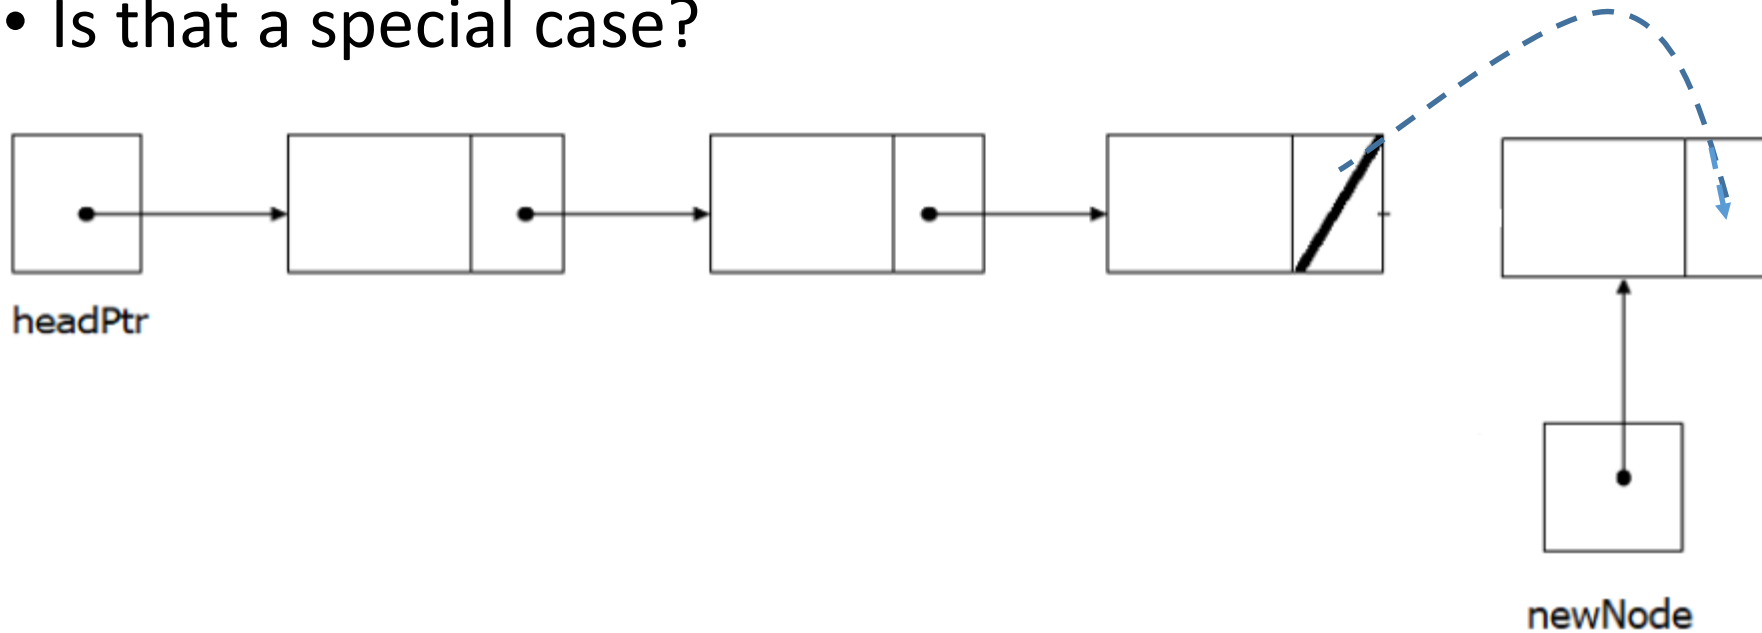 • Is that a special case?
headPtr
newNode